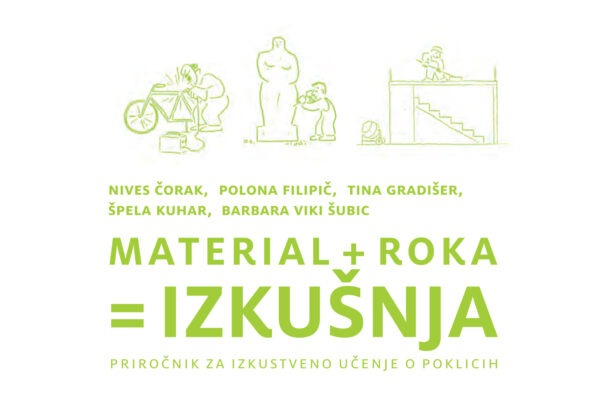 NIVES ČORAK, POLONA FILIPIČ, TINA GRADIŠER,
ŠPELA KUHAR, BARBARA VIKI ŠUBIC
MATERIAL + ROKA
= IZKUŠNJA
PRIROČNIK ZA IZKUSTVENO UČENJE O POKLICIH